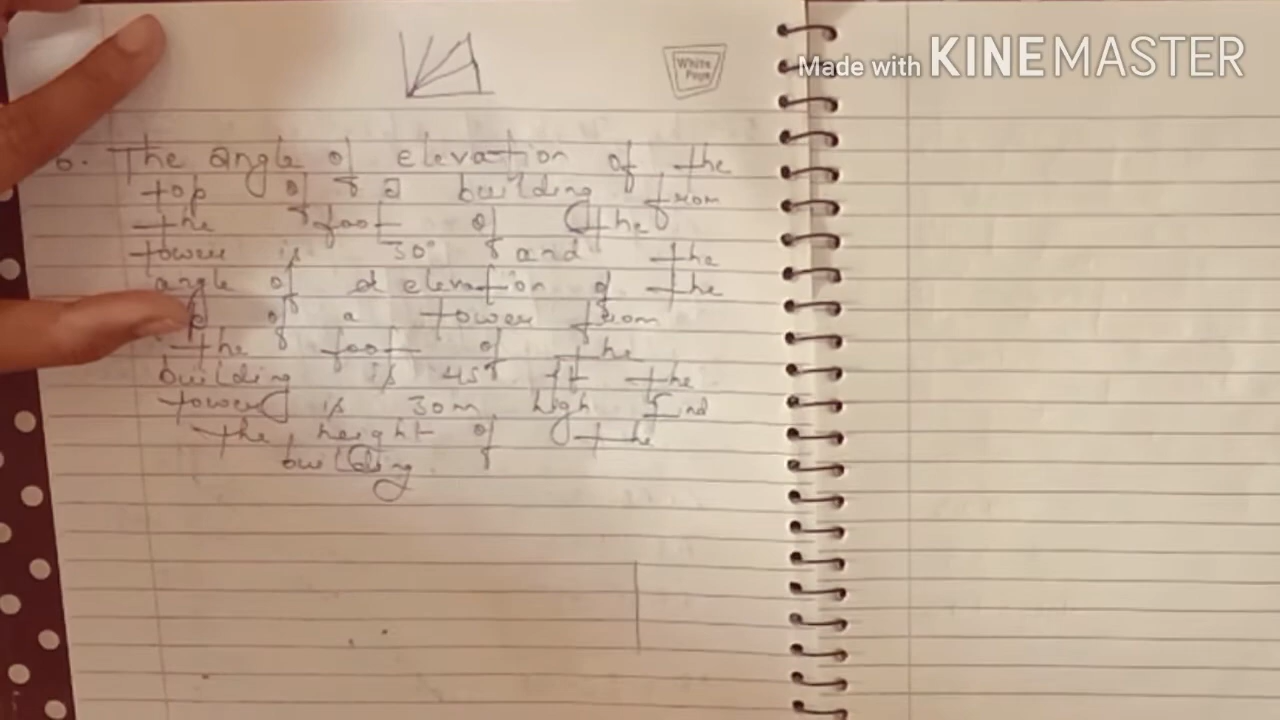 Made with KINEMASTER
White Page
The angle of elevation of the
top of a building from
the foot of the
tower is 30° and the
angle of elevation of the
of a tower from
the foot of the
building is 45° If the
tower is 30m high find
the height of the
building